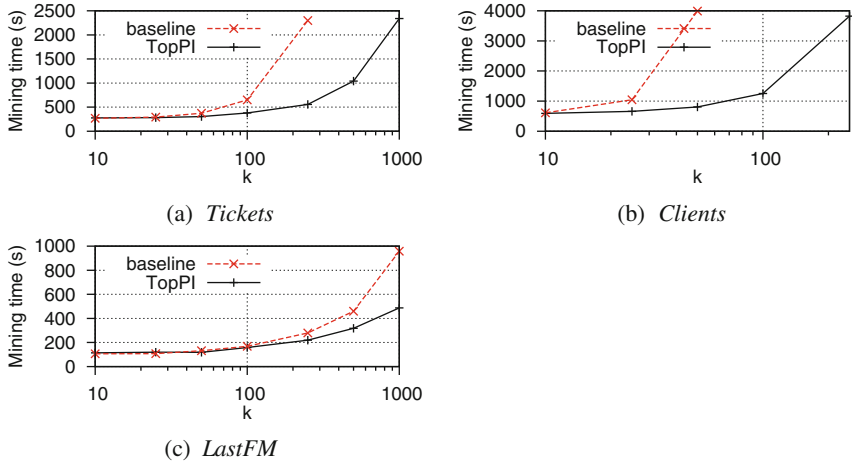 2500
2000
1500
1000
500
0
Mining time (s)
baseline
TopPI
10
100
1000
k
(a) Tickets
4000
3000
2000
1000
0
Mining time (s)
baseline
TopPI
10
100
k
(b) Clients
1000
800
600
400
200
0
Mining time (s)
baseline
TopPI
10
100
1000
k
(c) LastFM